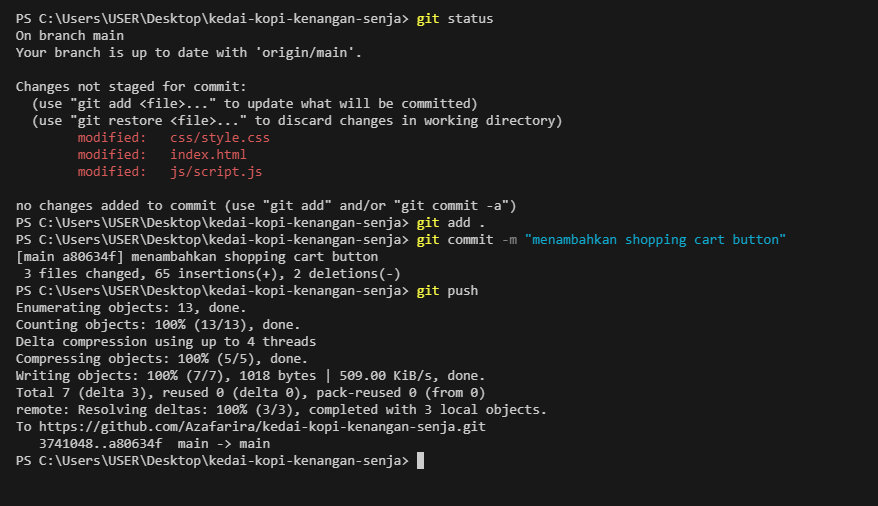 PS C:\Users\USER\Desktop\kedai-kopi-kenangan-senja> git status
On branch main
Your branch is up to date with 'origin/main'.
Changes not staged for commit:
  (use "git add <file>..." to update what will be committed)
  (use "git restore <file>..." to discard changes in working directory)
        modified:   css/style.css
        modified:   index.html
        modified:   js/script.js
no changes added to commit (use "git add" and/or "git commit -a")
PS C:\Users\USER\Desktop\kedai-kopi-kenangan-senja> git add .
PS C:\Users\USER\Desktop\kedai-kopi-kenangan-senja> git commit -m "menambahkan shopping cart button"
[main a80634f] menambahkan shopping cart button
 3 files changed, 65 insertions(+), 2 deletions(-)
PS C:\Users\USER\Desktop\kedai-kopi-kenangan-senja> git push
Enumerating objects: 13, done.
Counting objects: 100% (13/13), done.
Delta compression using up to 4 threads
Compressing objects: 100% (5/5), done.
Writing objects: 100% (7/7), 1018 bytes | 509.00 KiB/s, done.
Total 7 (delta 3), reused 0 (delta 0), pack-reused 0 (from 0)
remote: Resolving deltas: 100% (3/3), completed with 3 local objects.
To https://github.com/Azafarira/kedai-kopi-kenangan-senja.git
   3741048..a80634f  main -> main
PS C:\Users\USER\Desktop\kedai-kopi-kenangan-senja>